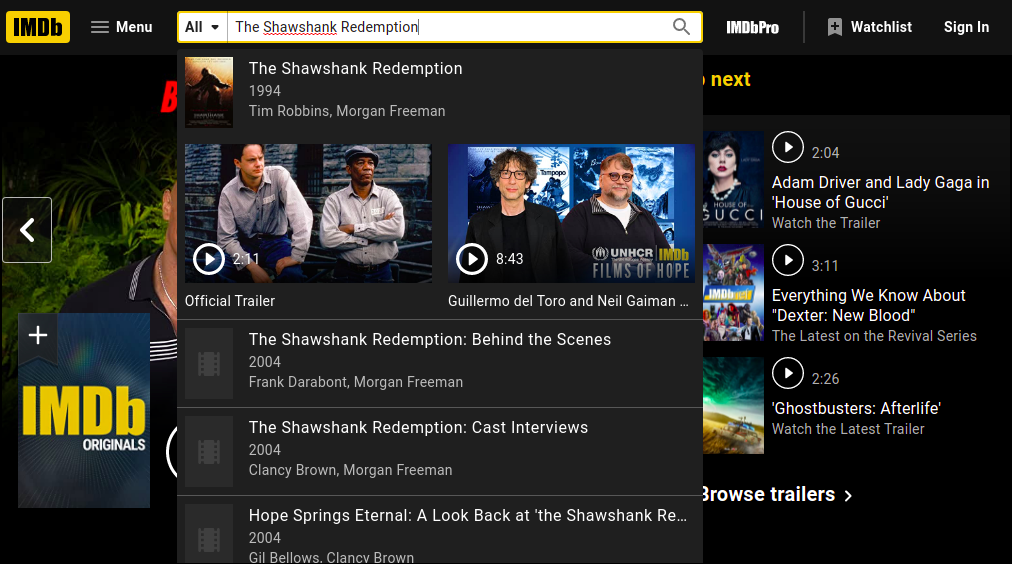 IMDb
Menu
All
The Shawshank Redemption
IMDbPro
Watchlist
Sign In
The Shawshank Redemption
1994
Tim Robbins, Morgan Freeman
2:11
Official Trailer
Tampopo
UNHCR IMDb
FILMS OF HOPE
8:43
Guillermo del Toro and Neil Gaiman ...
The Shawshank Redemption: Behind the Scenes
2004
Frank Darabont, Morgan Freeman
The Shawshank Redemption: Cast Interviews
2004
Clancy Brown, Morgan Freeman
Hope Springs Eternal: A Look Back at 'the Shawshank Re...
2004
Gil Bellows, Clancy Brown
IMDb
ORIGINALS
next
HOUSE OF
GUCCI
2:04
Adam Driver and Lady Gaga in
'House of Gucci'
Watch the Trailer
IMDb
3:11
Everything We Know About
"Dexter: New Blood"
The Latest on the Revival Series
2:26
'Ghostbusters: Afterlife'
Watch the Latest Trailer
Browse trailers